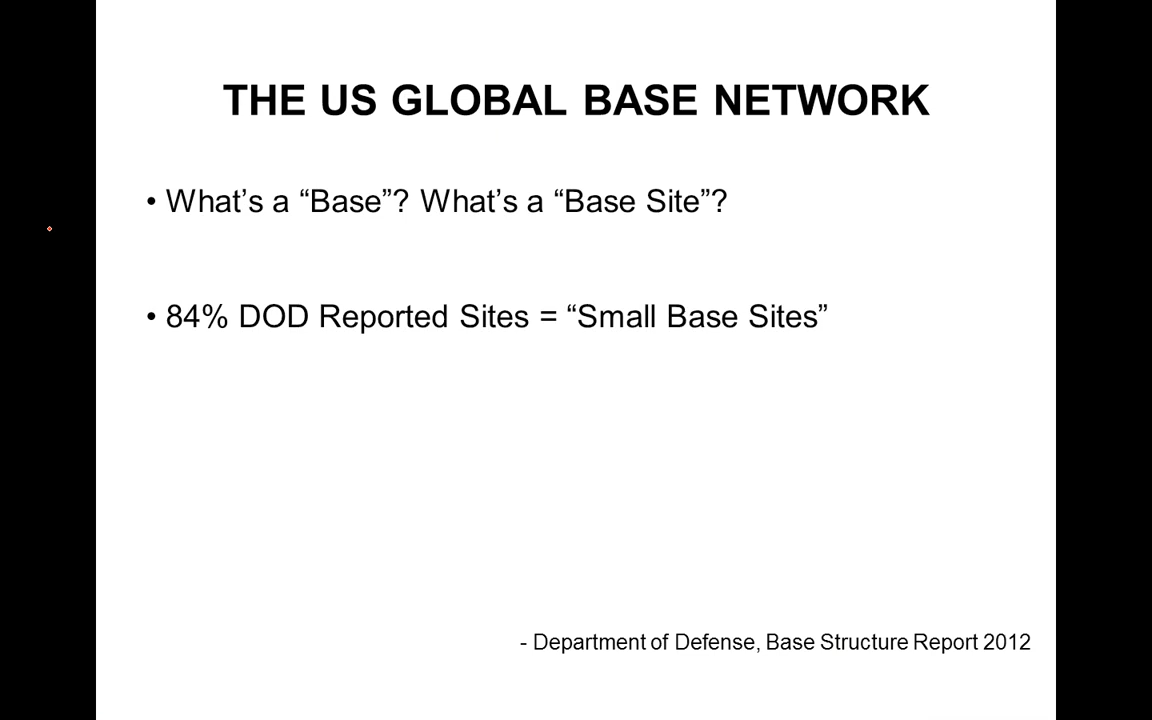 THE US GLOBAL BASE NETWORK
• What’s a “Base”? What’s a “Base Site”?
• 84% DOD Reported Sites = “Small Base Sites”
- Department of Defense, Base Structure Report 2012